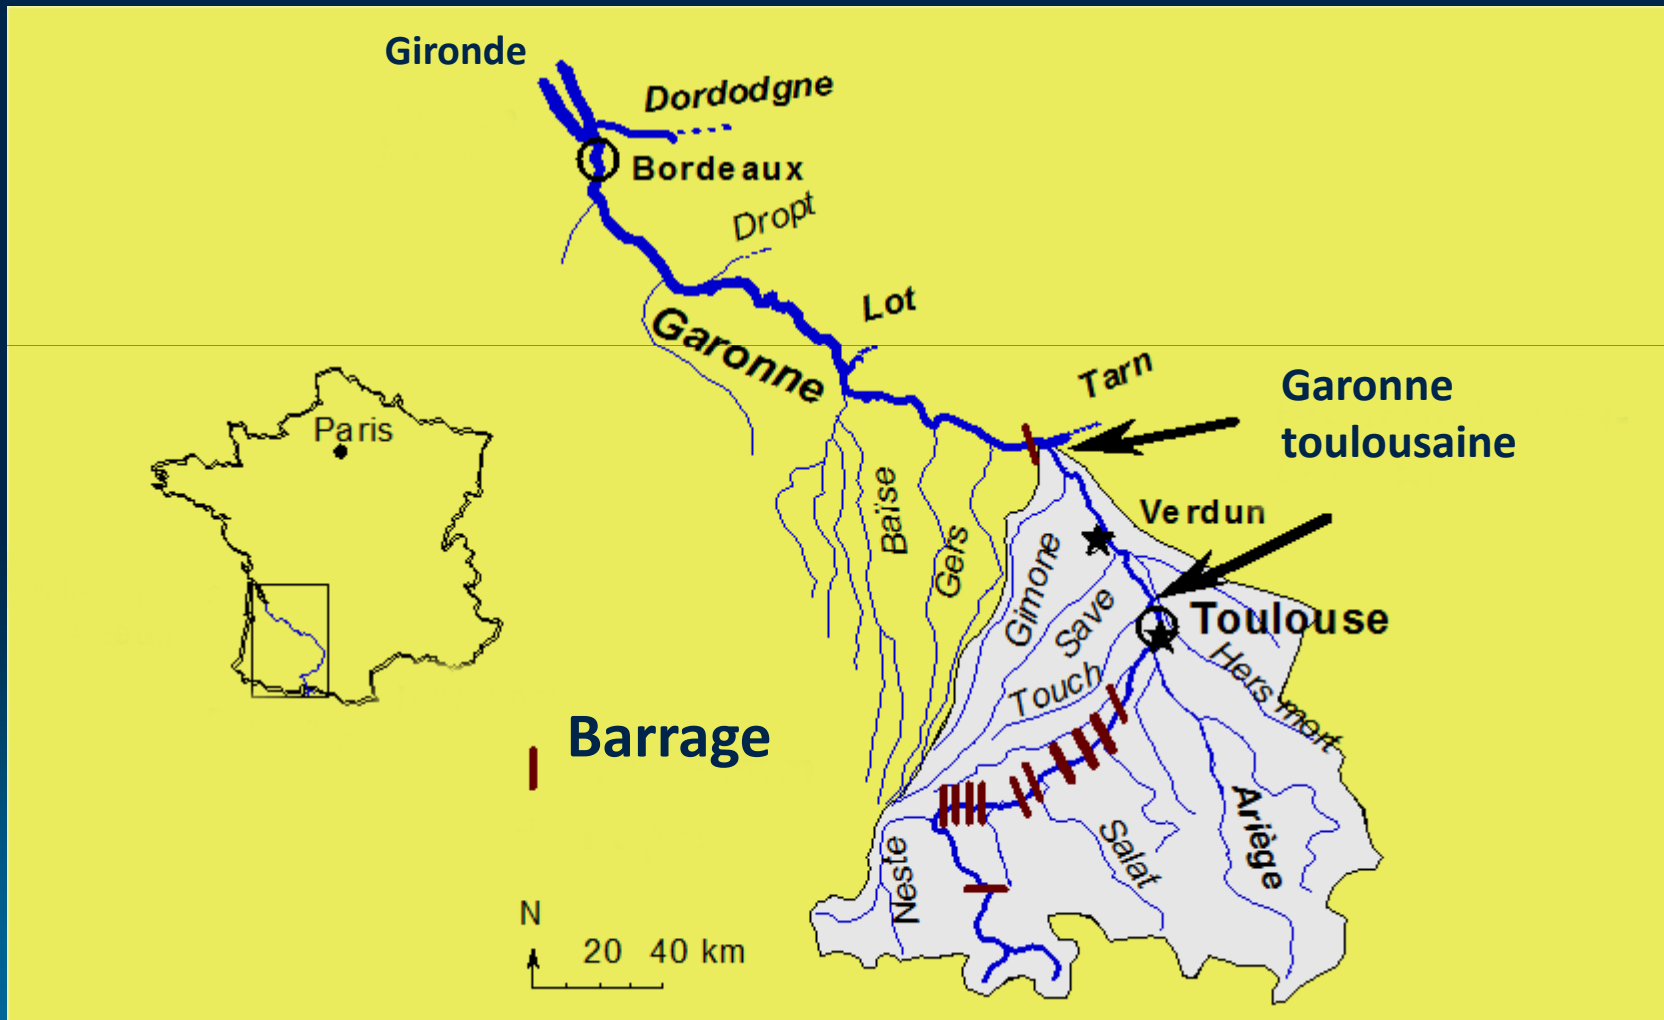 Gironde
Dordodgne
Bordeaux
Dropt
Lot
Garonne
Tarn
Garonne
toulousaine
Paris
Verdun
Baïse
Gers
Gimone
Save
Toulouse
Touch
Hers mort
Barrage
Ariège
Salat
Neste
N
20 40 km